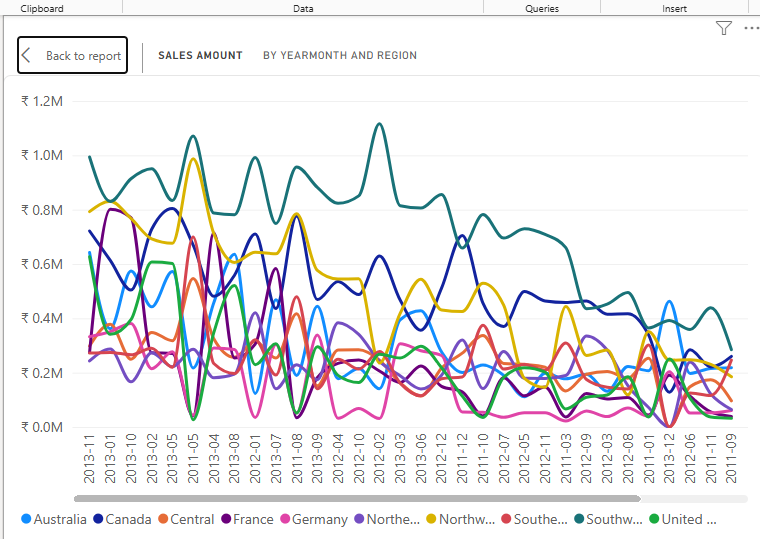 Clipboard
Data
Queries
Insert
Back to report
SALES AMOUNT
BY YEARMONTH AND REGION
₹ 1.2M
₹ 1.0M
₹ 0.8M
₹ 0.6M
₹ 0.4M
₹ 0.2M
₹ 0.0M
2013-11
2013-01
2013-10
2013-02
2013-05
2011-05
2013-04
2013-08
2012-01
2013-07
2011-08
2013-09
2012-04
2011-10
2012-02
2013-03
2013-06
2012-12
2011-12
2012-10
2012-07
2012-05
2012-11
2011-03
2012-09
2012-03
2012-08
2011-01
2013-12
2012-06
2011-11
2011-09
Australia Canada Central France Germany Northe... Northw... Southe... Southw... United ...